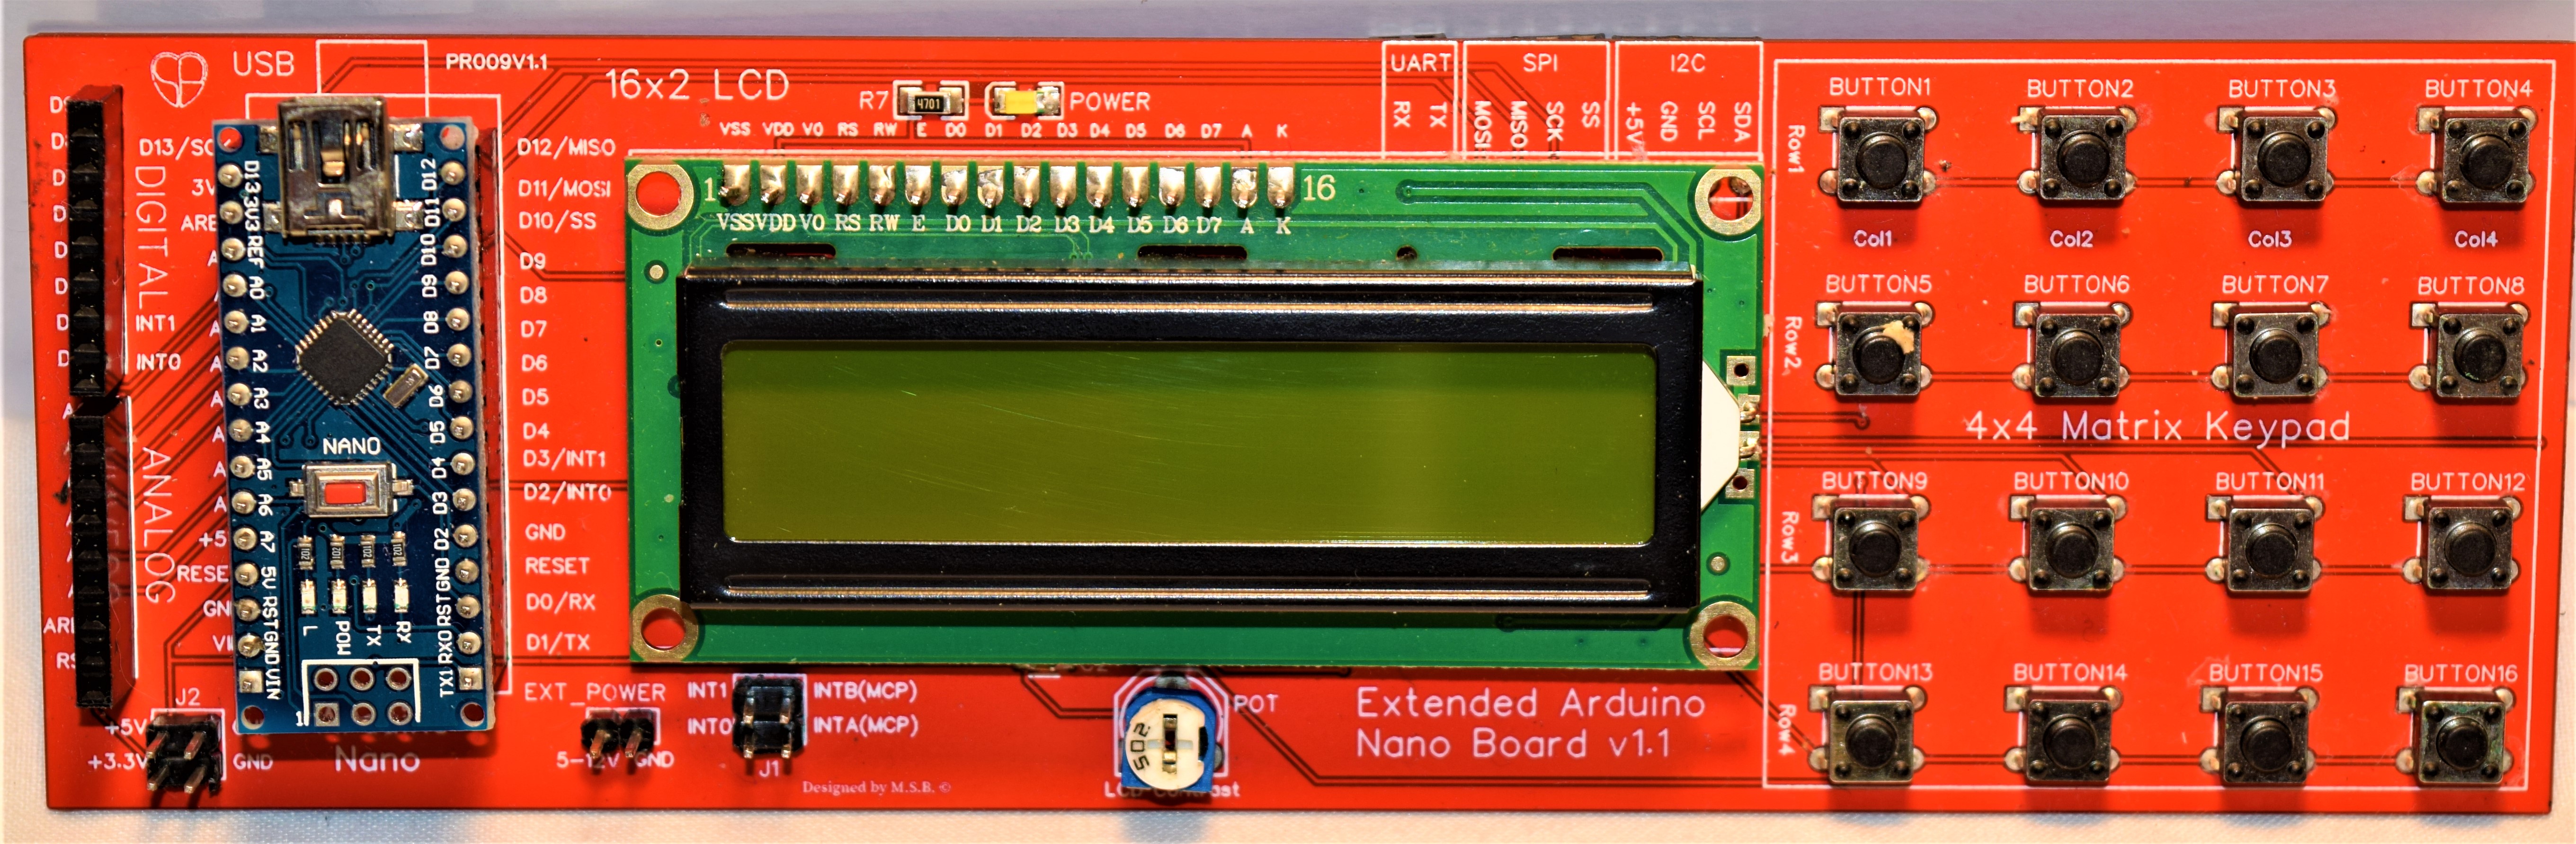 USB
PR009V1.1
16x2 LCD
R7
4701
POWER
VSS VDD V0 RS RW E D0 D1 D2 D3 D4 D5 D6 D7 A K
UART
RX TX
SPI
MOSI MISO SCK SS
I2C
+5V GND SCL SDA
DIGITAL
INT1
INT0
ANALOG
D13 3V3 REF A0 A1 A2 A3 A4 A5 A6 A7 5V RST GND VIN
D12 D11 D10 D9 D8 D7 D6 D5 D4 D3 D2 GND RST RX0 TX1
NANO
L POW TX RX
1
D12/MISO
D11/MOSI
D10/SS
D9
D8
D7
D6
D5
D4
D3/INT1
D2/INT0
GND
RESET
D0/RX
D1/TX
1 16
VSS VDD V0 RS RW E D0 D1 D2 D3 D4 D5 D6 D7 A K
BUTTON1 BUTTON2 BUTTON3 BUTTON4
Row1
Col1 Col2 Col3 Col4
BUTTON5 BUTTON6 BUTTON7 BUTTON8
Row2
4x4 Matrix Keypad
BUTTON9 BUTTON10 BUTTON11 BUTTON12
Row3
BUTTON13 BUTTON14 BUTTON15 BUTTON16
Row4
J2
+5V
+3.3V GND
Nano
EXT_POWER
5-12V GND
INT1 INTB(MCP)
INT0 INTA(MCP)
J1
Designed by M.S.B. ©
POT
205
Extended Arduino
Nano Board v1.1